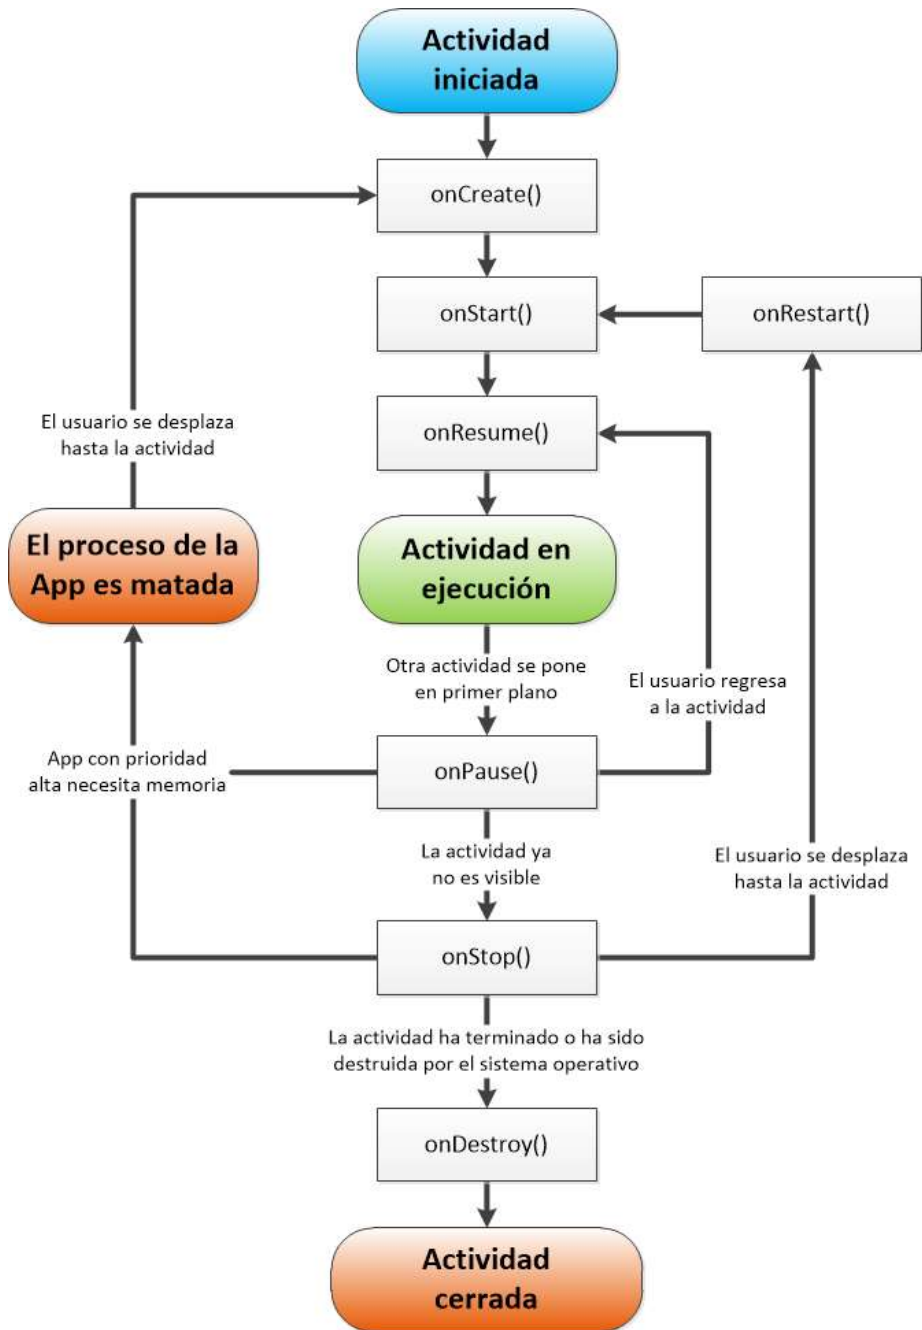 Actividad
iniciada
onCreate()
onStart()
onRestart()
El usuario se desplaza
hasta la actividad
onResume()
El proceso de la
App es matada
Actividad en
ejecución
Otra actividad se pone
en primer plano
El usuario regresa
a la actividad
App con prioridad
alta necesita memoria
onPause()
La actividad ya
no es visible
El usuario se desplaza
hasta la actividad
onStop()
La actividad ha terminado o ha sido
destruida por el sistema operativo
onDestroy()
Actividad
cerrada